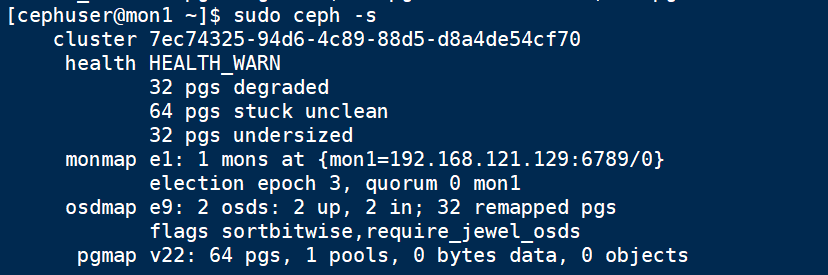 [cephuser@mon1 ~]$ sudo ceph -s
cluster 7ec74325-94d6-4c89-88d5-d8a4de54cf70
health HEALTH_WARN
32 pgs degraded
64 pgs stuck unclean
32 pgs undersized
monmap e1: 1 mons at {mon1=192.168.121.129:6789/0}
election epoch 3, quorum 0 mon1
osdmap e9: 2 osds: 2 up, 2 in; 32 remapped pgs
flags sortbitwise,require_jewel_osds
pgmap v22: 64 pgs, 1 pools, 0 bytes data, 0 objects